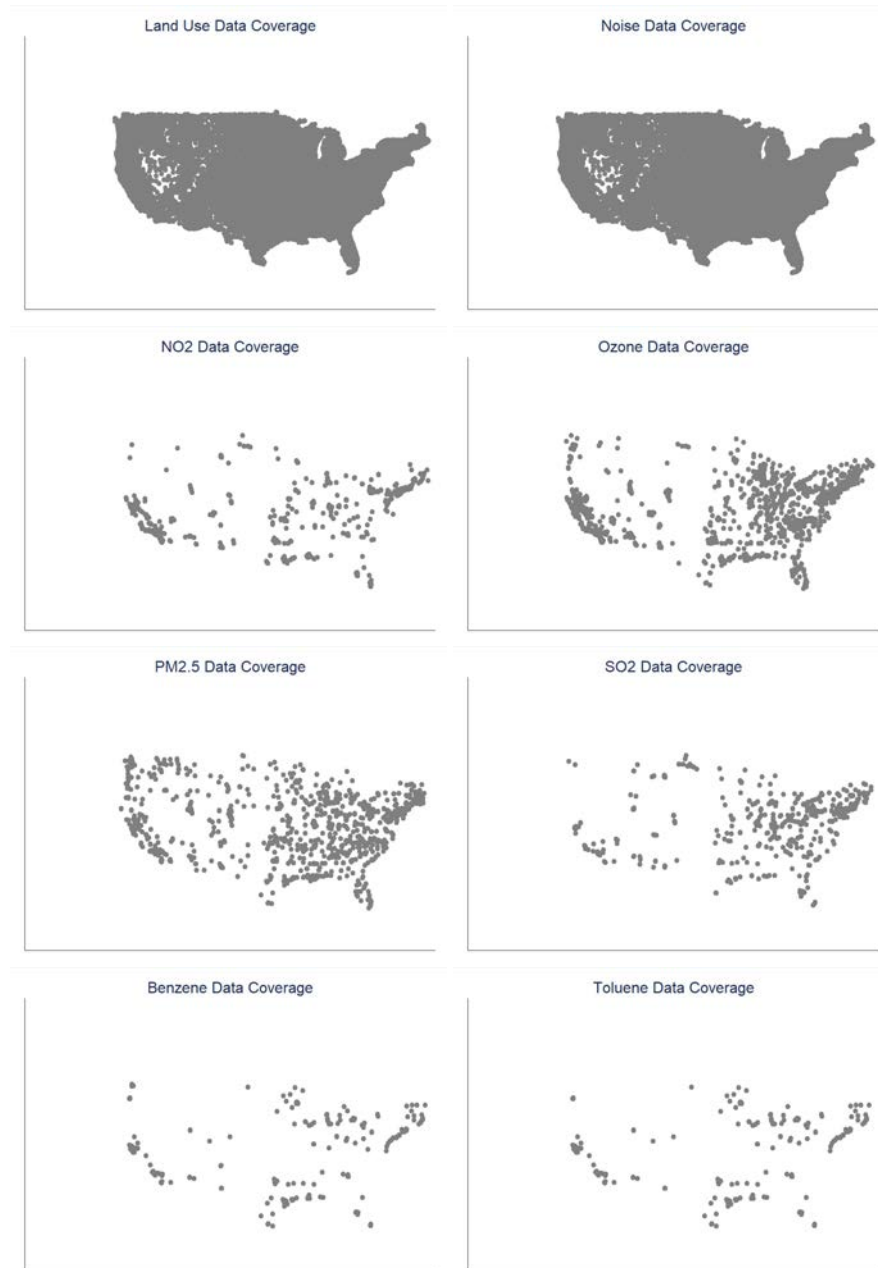 Land Use Data Coverage
Noise Data Coverage
NO2 Data Coverage
Ozone Data Coverage
PM2.5 Data Coverage
SO2 Data Coverage
Benzene Data Coverage
Toluene Data Coverage